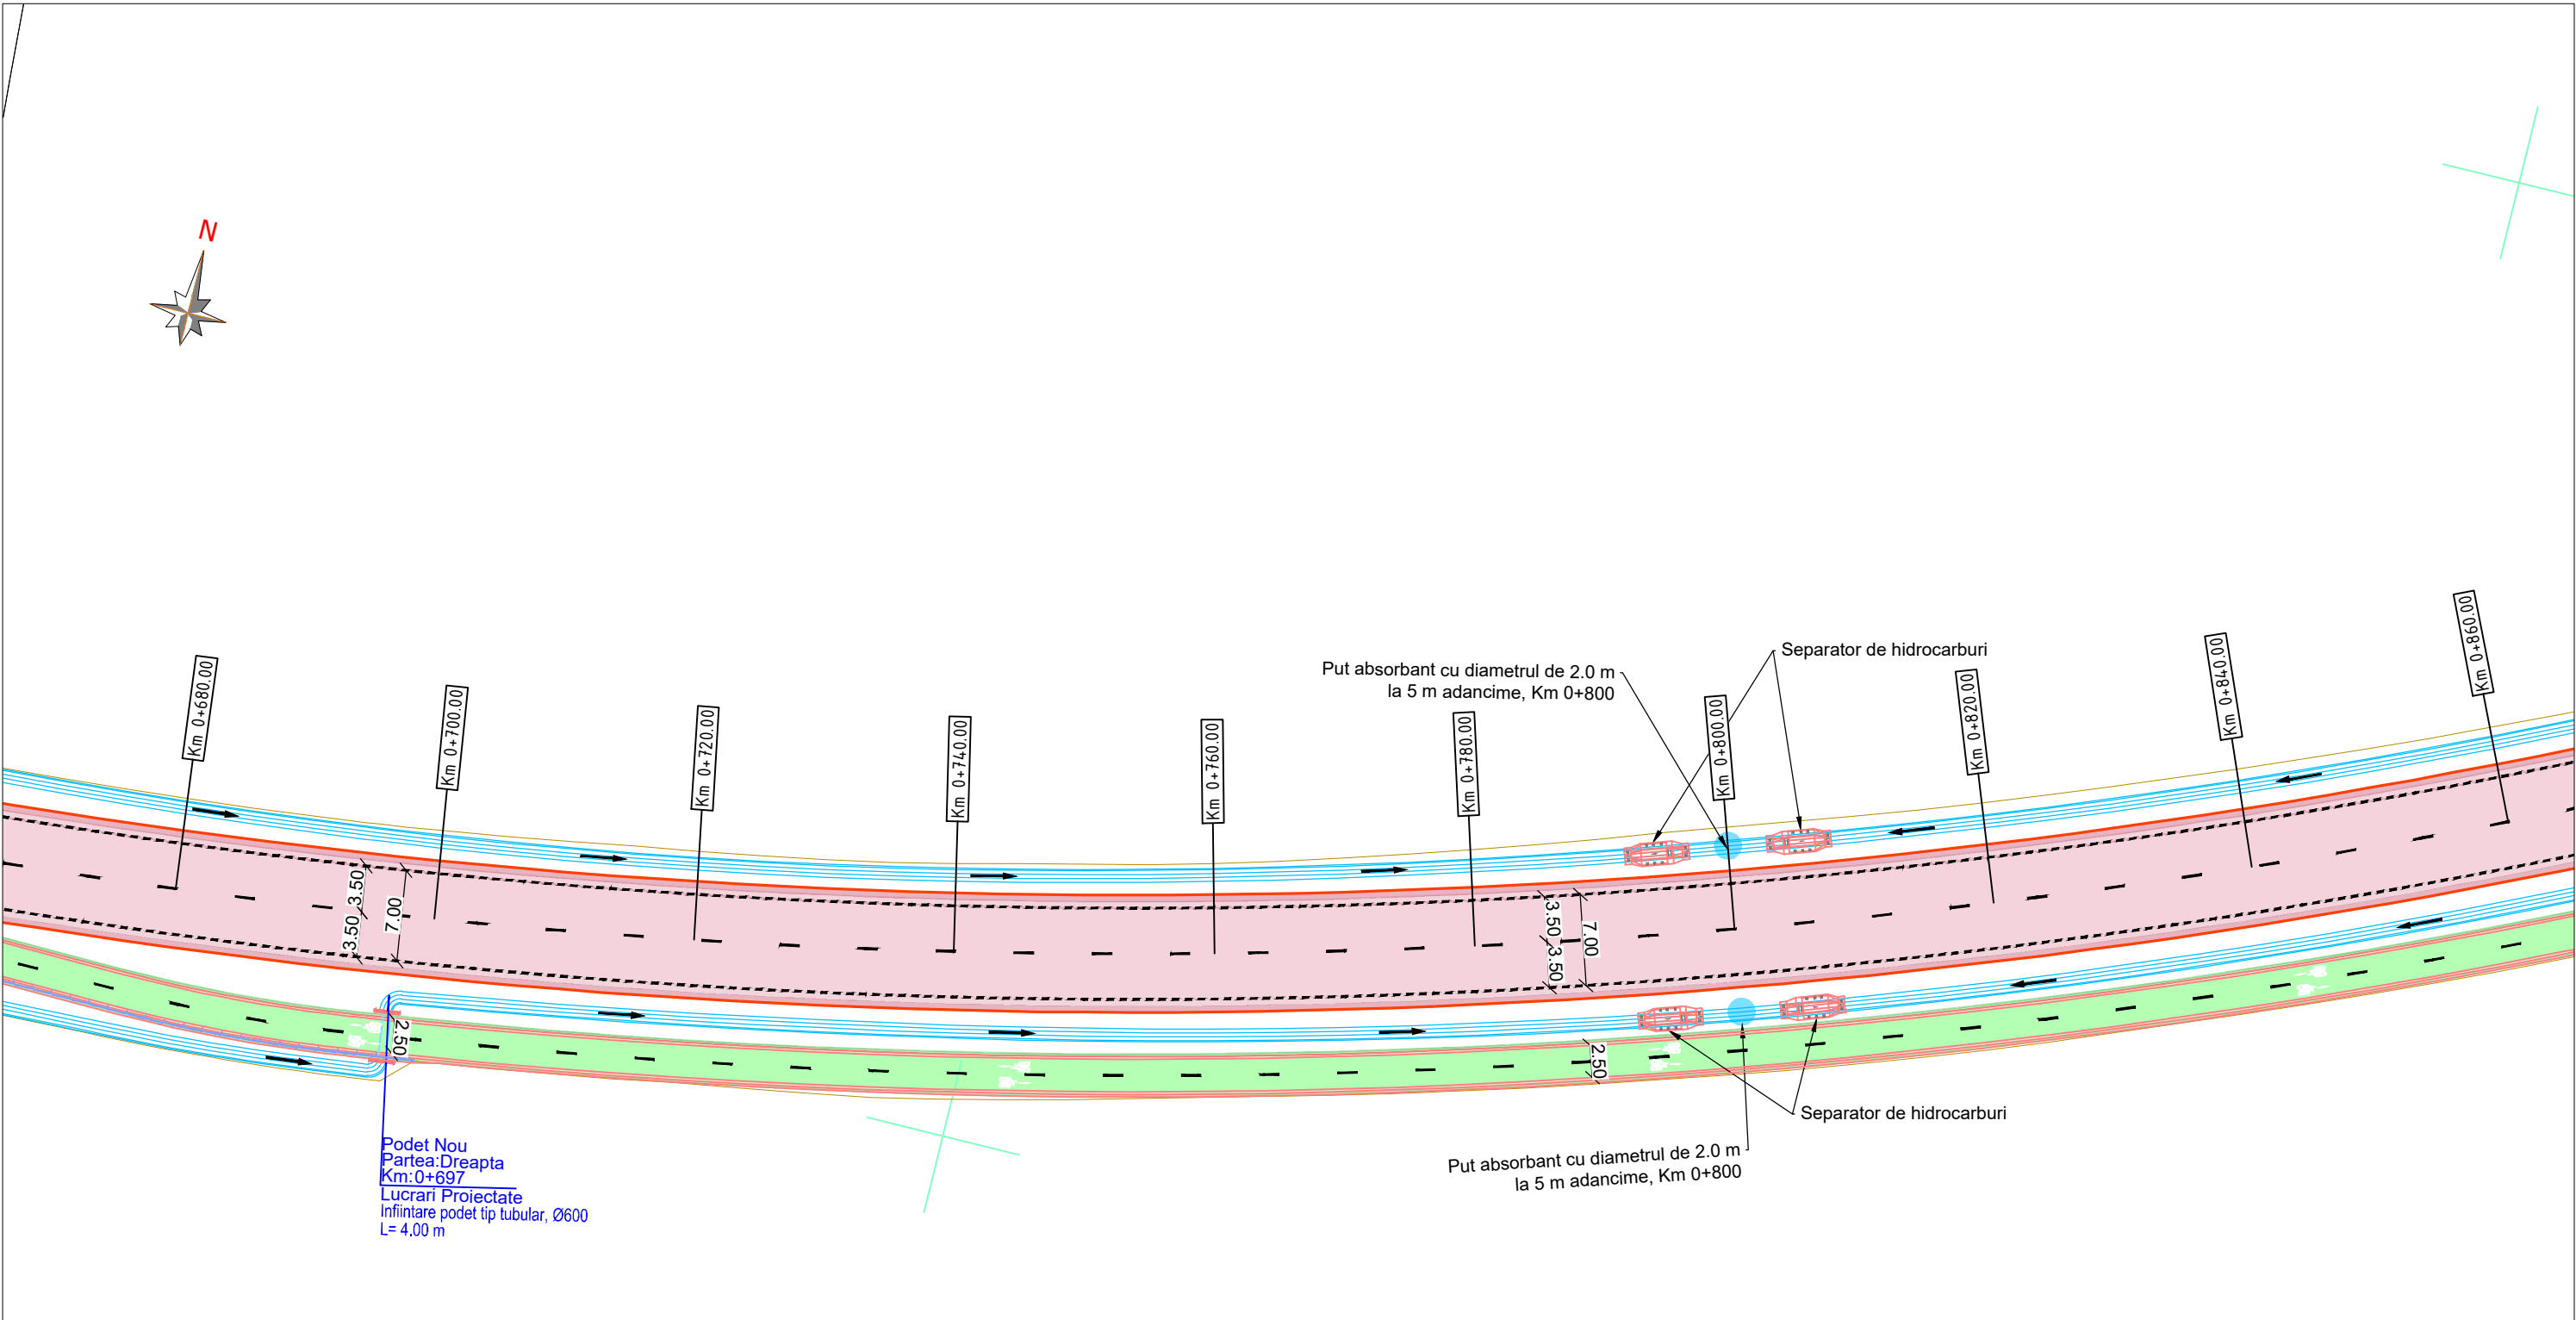 N
Km 0+680.00
Km 0+700.00
Km 0+720.00
Km 0+740.00
Km 0+760.00
Km 0+780.00
Km 0+800.00
Km 0+820.00
Km 0+840.00
Km 0+860.00
Separator de hidrocarburi
Put absorbant cu diametrul de 2.0 m
la 5 m adancime, Km 0+800
3.50
3.50
7.00
3.50
3.50
7.00
2.50
2.50
Separator de hidrocarburi
Put absorbant cu diametrul de 2.0 m
la 5 m adancime, Km 0+800
Podet Nou
Partea:Dreapta
Km:0+697
Lucrari Proiectate
Infiintare podet tip tubular, Ø600
L= 4.00 m